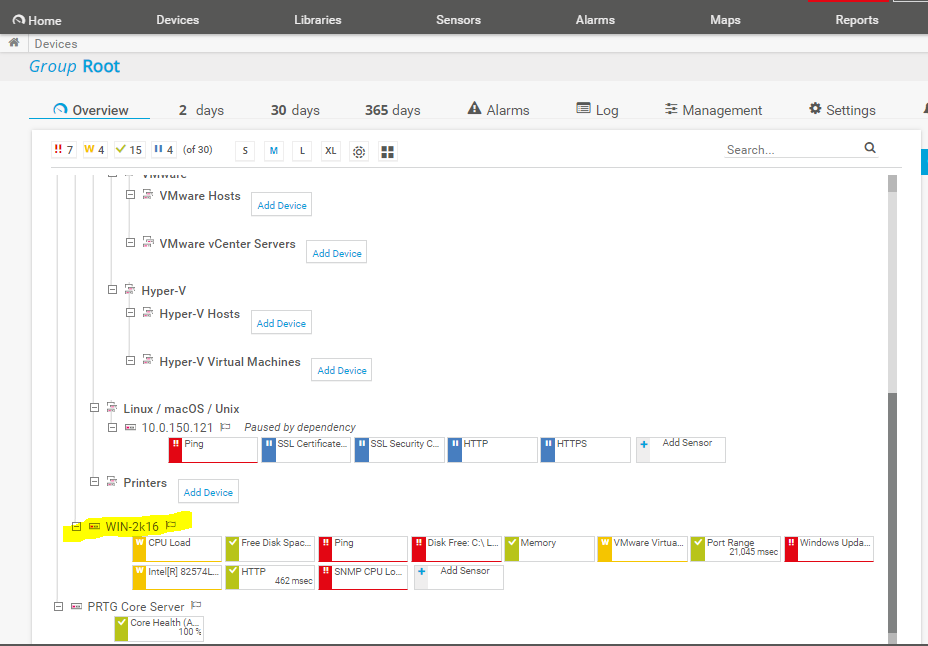 Home Devices Libraries Sensors Alarms Maps Reports
Devices
Group Root
Overview 2 days 30 days 365 days Alarms Log Management Settings
!! 7 W 4 15 4 (of 30) S M L XL Search...
VMware
VMware Hosts Add Device
VMware vCenter Servers Add Device
Hyper-V
Hyper-V Hosts Add Device
Hyper-V Virtual Machines Add Device
Linux / macOS / Unix
10.0.150.121 Paused by dependency
!! Ping SSL Certificate... SSL Security C... HTTP HTTPS + Add Sensor
Printers Add Device
WIN-2k16
W CPU Load Free Disk Spac... !! Ping !! Disk Free: C:\ L... Memory W VMware Virtua... Port Range !! Windows Upda...
21,045 msec
W Intel[R] 82574L... HTTP !! SNMP CPU Lo... + Add Sensor
462 msec
PRTG Core Server
Core Health (A...
100 %